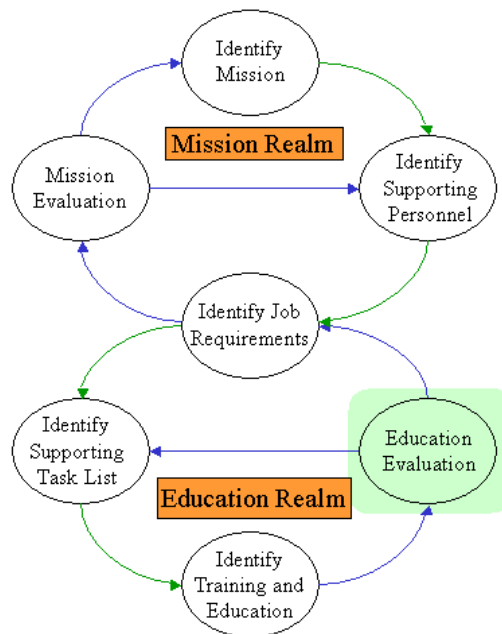 Identify
Mission
Mission Realm
Mission
Evaluation
Identify
Supporting
Personnel
Identify Job
Requirements
Identify
Supporting
Task List
Education
Evaluation
Education Realm
Identify
Training and
Education